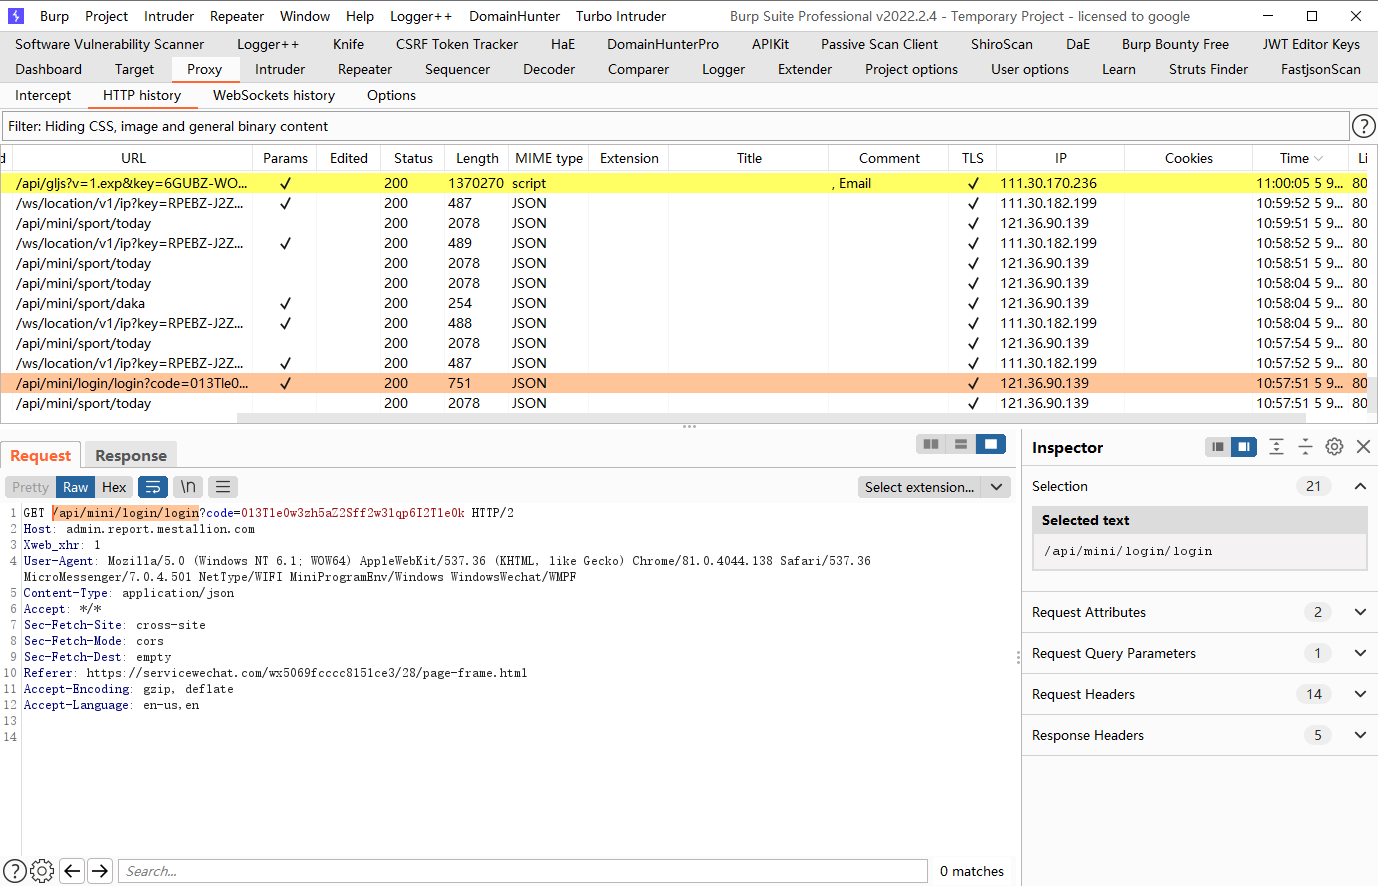 Burp Project Intruder Repeater Window Help Logger++ DomainHunter Turbo Intruder Burp Suite Professional v2022.2.4 - Temporary Project - licensed to google
Software Vulnerability Scanner Logger++ Knife CSRF Token Tracker HaE DomainHunterPro APIKit Passive Scan Client ShiroScan DaE Burp Bounty Free JWT Editor Keys
Dashboard Target Proxy Intruder Repeater Sequencer Decoder Comparer Logger Extender Project options User options Learn Struts Finder FastjsonScan
Intercept HTTP history WebSockets history Options
Filter: Hiding CSS, image and general binary content
URL Params Edited Status Length MIME type Extension Title Comment TLS IP Cookies Time Li
/api/gljs?v=1.exp&key=6GUBZ-WO... ✓ 200 1370270 script , Email ✓ 111.30.170.236 11:00:05 5 9... 80
/ws/location/v1/ip?key=RPEBZ-J2Z... ✓ 200 487 JSON ✓ 111.30.182.199 10:59:52 5 9... 80
/api/mini/sport/today 200 2078 JSON ✓ 121.36.90.139 10:59:51 5 9... 80
/ws/location/v1/ip?key=RPEBZ-J2Z... ✓ 200 489 JSON ✓ 111.30.182.199 10:58:52 5 9... 80
/api/mini/sport/today 200 2078 JSON ✓ 121.36.90.139 10:58:51 5 9... 80
/api/mini/sport/today 200 2078 JSON ✓ 121.36.90.139 10:58:04 5 9... 80
/api/mini/sport/daka ✓ 200 254 JSON ✓ 121.36.90.139 10:58:04 5 9... 80
/ws/location/v1/ip?key=RPEBZ-J2Z... ✓ 200 488 JSON ✓ 111.30.182.199 10:58:04 5 9... 80
/api/mini/sport/today 200 2078 JSON ✓ 121.36.90.139 10:57:54 5 9... 80
/ws/location/v1/ip?key=RPEBZ-J2Z... ✓ 200 487 JSON ✓ 111.30.182.199 10:57:52 5 9... 80
/api/mini/login/login?code=013Tle0... ✓ 200 751 JSON ✓ 121.36.90.139 10:57:51 5 9... 80
/api/mini/sport/today 200 2078 JSON ✓ 121.36.90.139 10:57:51 5 9... 80
Request Response
Pretty Raw Hex \n Select extension...
1 GET /api/mini/login/login?code=013Tle0w3zh5aZ2Sff2w3lqp6I2Tle0k HTTP/2
2 Host: admin.report.mestallion.com
3 Xweb_xhr: 1
4 User-Agent: Mozilla/5.0 (Windows NT 6.1; WOW64) AppleWebKit/537.36 (KHTML, like Gecko) Chrome/81.0.4044.138 Safari/537.36
MicroMessenger/7.0.4.501 NetType/WIFI MiniProgramEnv/Windows WindowsWechat/WMPF
5 Content-Type: application/json
6 Accept: */*
7 Sec-Fetch-Site: cross-site
8 Sec-Fetch-Mode: cors
9 Sec-Fetch-Dest: empty
10 Referer: https://servicewechat.com/wx5069fcccc8151ce3/28/page-frame.html
11 Accept-Encoding: gzip, deflate
12 Accept-Language: en-us,en
13
14
Search...
0 matches
Inspector
Selection 21
Selected text
/api/mini/login/login
Request Attributes 2
Request Query Parameters 1
Request Headers 14
Response Headers 5